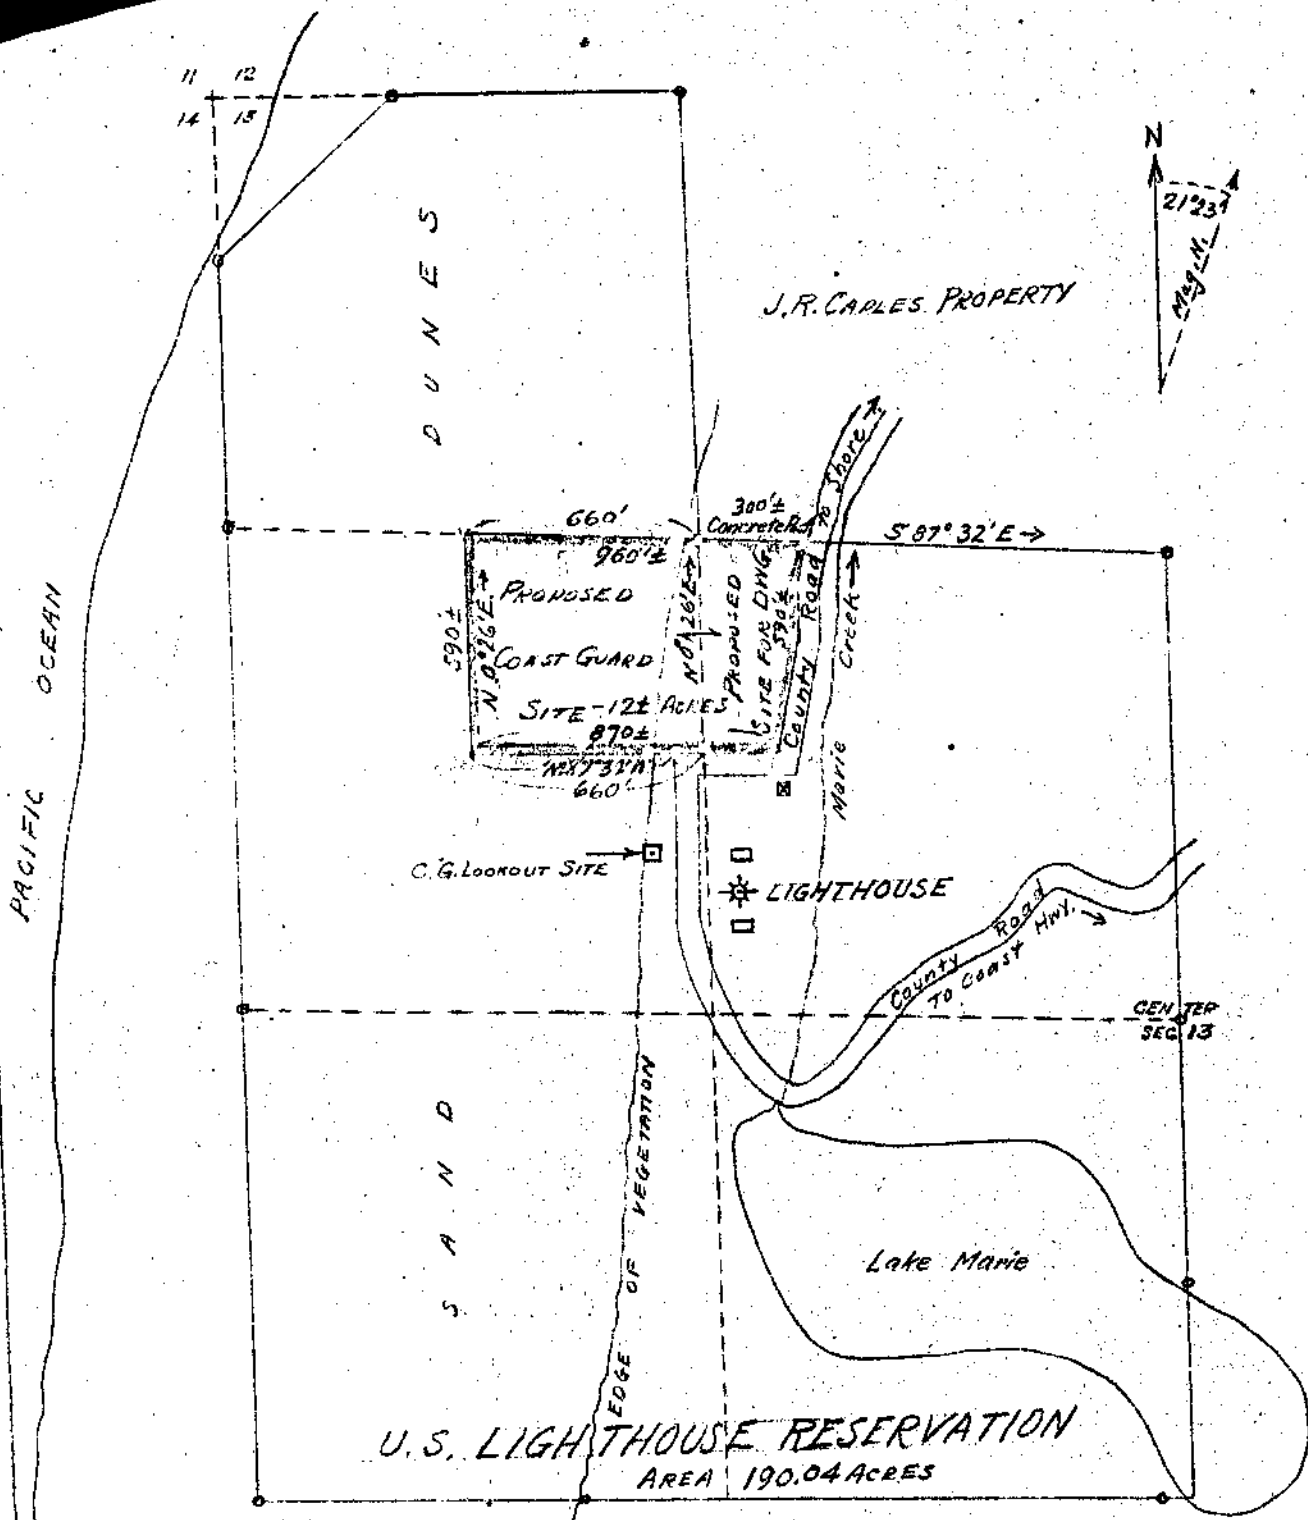 11 12
14 13
N
21°23'
Mag. N.
DUNES
J.R. CAPLES PROPERTY
County Road To Shore
660'
300'±
Concrete
S 87° 32' E →
960'±
590'±
N 0°26'E →
PROPOSED
COAST GUARD
SITE - 12± ACRES
N 0°26'E →
PROPOSED
SITE FOR DWG.
590'±
870±
660'
Marie Creek →
PACIFIC OCEAN
C.G. LOOKOUT SITE
LIGHTHOUSE
County Road
TO COAST HWY.
CENTER
SEC 13
SAND
EDGE OF VEGETATION
Lake Marie
U.S. LIGHTHOUSE RESERVATION
AREA 190.04 ACRES